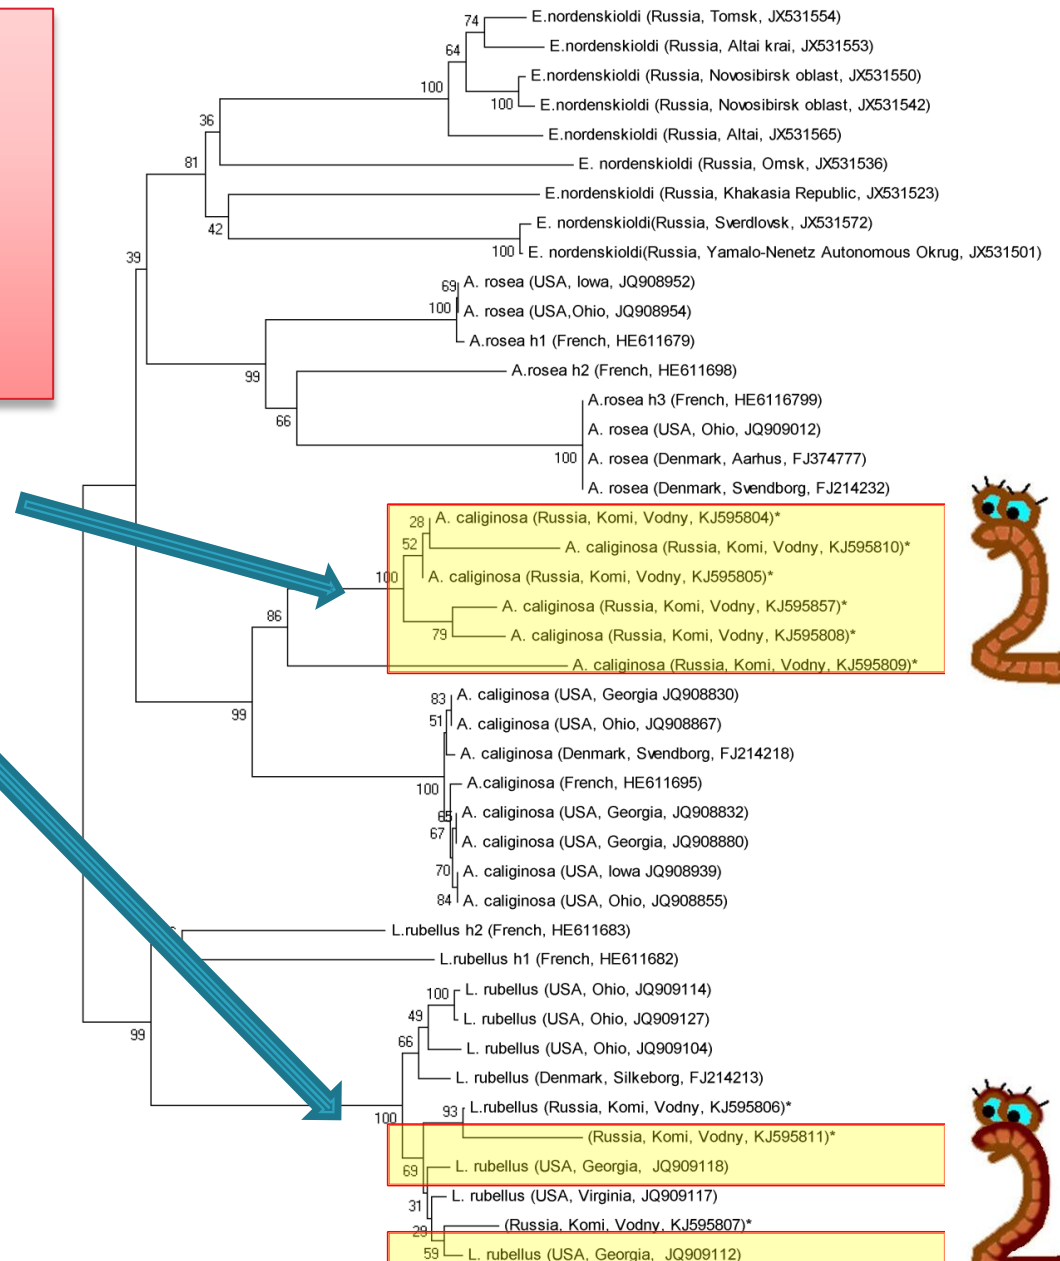 E.nordenskioldi (Russia, Tomsk, JX531554)
74
E.nordenskioldi (Russia, Altai krai, JX531553)
64
E.nordenskioldi (Russia, Novosibirsk oblast, JX531550)
100
100
E.nordenskioldi (Russia, Novosibirsk oblast, JX531542)
36
E.nordenskioldi (Russia, Altai, JX531565)
81
E. nordenskioldi (Russia, Omsk, JX531536)
E.nordenskioldi (Russia, Khakasia Republic, JX531523)
42
E. nordenskioldi(Russia, Sverdlovsk, JX531572)
100
E. nordenskioldi(Russia, Yamalo-Nenetz Autonomous Okrug, JX531501)
39
69
A. rosea (USA, Iowa, JQ908952)
100
A. rosea (USA,Ohio, JQ908954)
A.rosea h1 (French, HE611679)
99
A.rosea h2 (French, HE611698)
A.rosea h3 (French, HE6116799)
66
A. rosea (USA, Ohio, JQ909012)
100
A. rosea (Denmark, Aarhus, FJ374777)
A. rosea (Denmark, Svendborg, FJ214232)
28
A. caliginosa (Russia, Komi, Vodny, KJ595804)*
52
A. caliginosa (Russia, Komi, Vodny, KJ595810)*
100
A. caliginosa (Russia, Komi, Vodny, KJ595805)*
A. caliginosa (Russia, Komi, Vodny, KJ595857)*
86
79
A. caliginosa (Russia, Komi, Vodny, KJ595808)*
A. caliginosa (Russia, Komi, Vodny, KJ595809)*
83
A. caliginosa (USA, Georgia JQ908830)
99
51
A. caliginosa (USA, Ohio, JQ908867)
A. caliginosa (Denmark, Svendborg, FJ214218)
100
A.caliginosa (French, HE611695)
A. caliginosa (USA, Georgia, JQ908832)
67
A. caliginosa (USA, Georgia, JQ908880)
70
A. caliginosa (USA, Iowa JQ908939)
84
A. caliginosa (USA, Ohio, JQ908855)
L.rubellus h2 (French, HE611683)
L.rubellus h1 (French, HE611682)
100
L. rubellus (USA, Ohio, JQ909114)
49
L. rubellus (USA, Ohio, JQ909127)
99
66
L. rubellus (USA, Ohio, JQ909104)
L. rubellus (Denmark, Silkeborg, FJ214213)
100
93
L.rubellus (Russia, Komi, Vodny, KJ595806)*
(Russia, Komi, Vodny, KJ595811)*
69
L. rubellus (USA, Georgia, JQ909118)
31
L. rubellus (USA, Virginia, JQ909117)
29
(Russia, Komi, Vodny, KJ595807)*
59
L. rubellus (USA, Georgia, JQ909112)